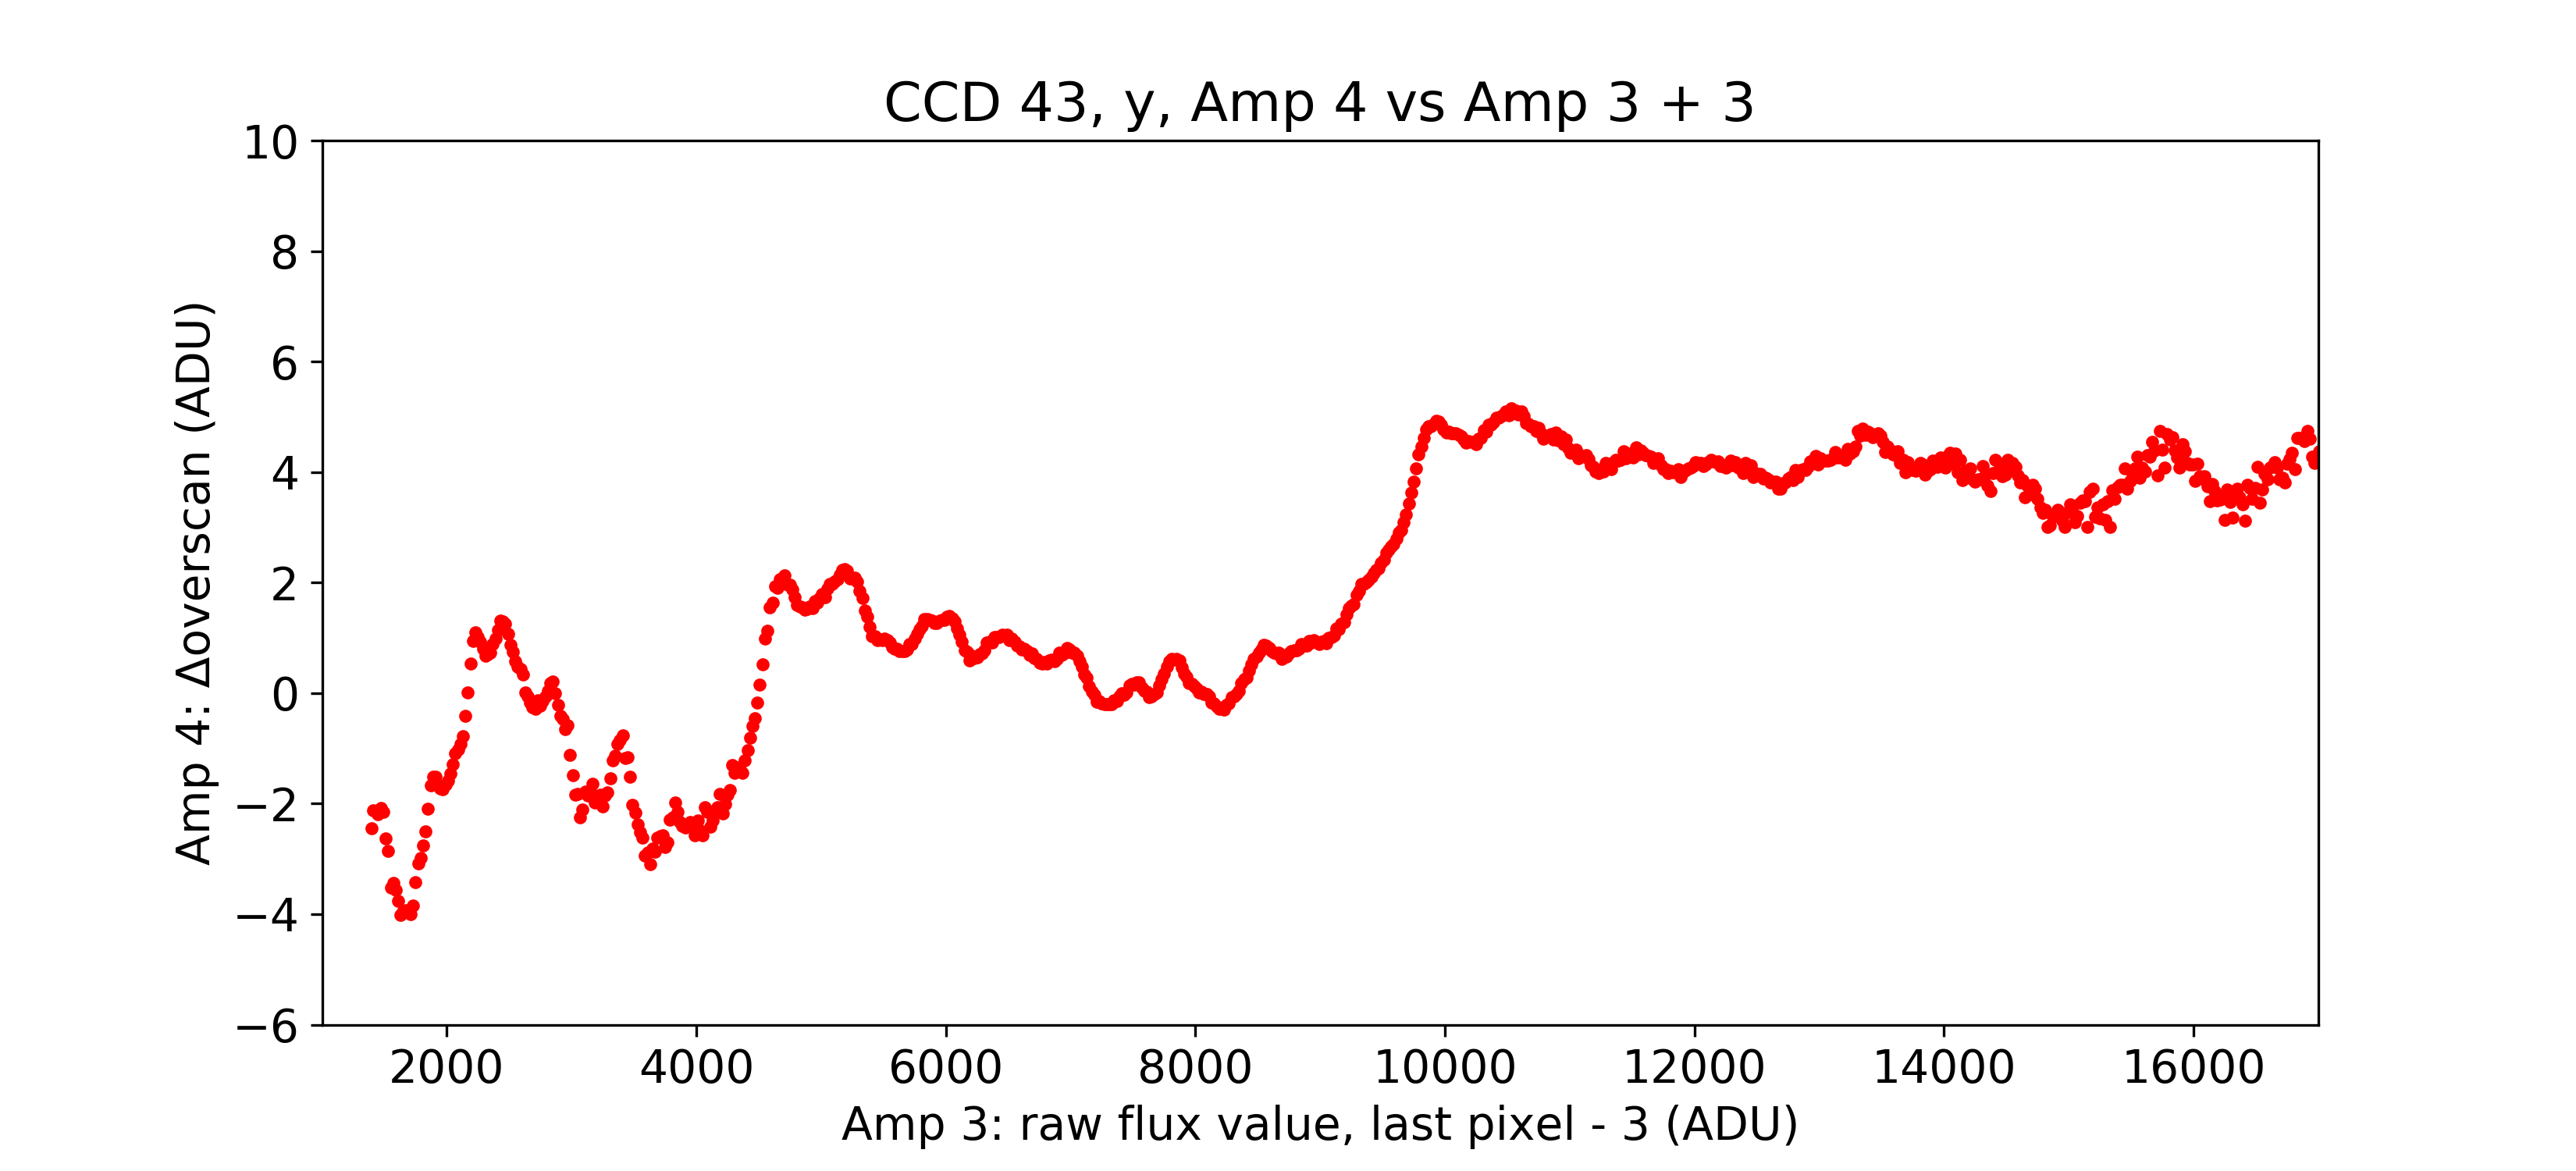 CCD 43, y, Amp 4 vs Amp 3 + 3
10
8
6
4
2
0
−2
−4
−6
Amp 4: Δoverscan (ADU)
2000 4000 6000 8000 10000 12000 14000 16000
Amp 3: raw flux value, last pixel - 3 (ADU)